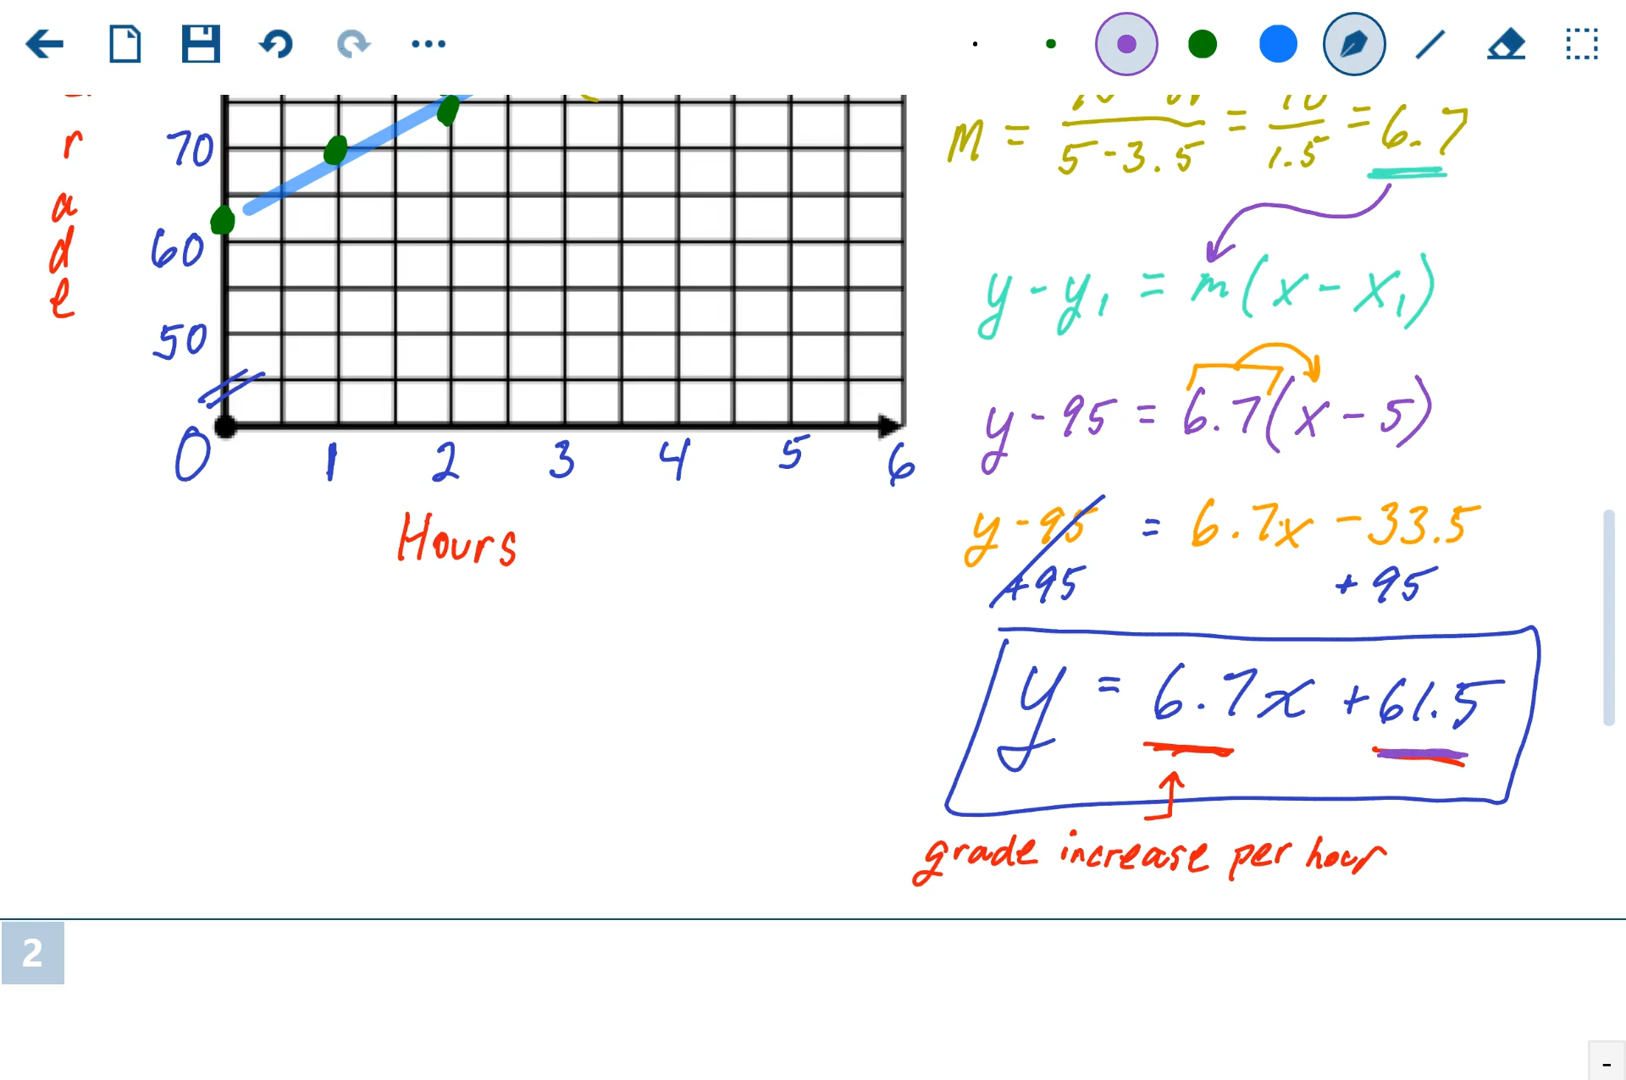 r
a
d
e
70
60
50
0 1 2 3 4 5 6
Hours
m = 5 - 3.5 = 1.5 = 6.7
y - y₁ = m(x - x₁)
y - 95 = 6.7(x - 5)
y - 95 = 6.7x - 33.5
+95 + 95
y = 6.7x + 61.5
grade increase per hour
2